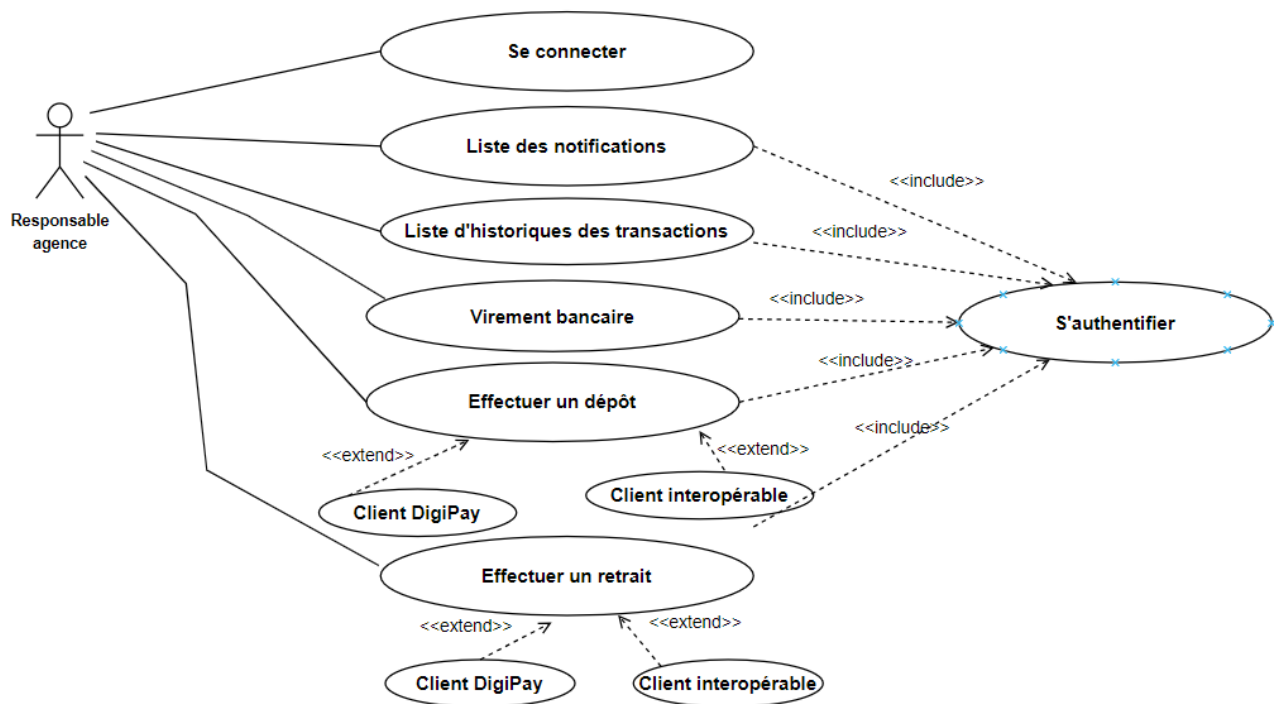 Se connecter
Liste des notifications
<<include>>
Responsable
agence
Liste d'historiques des transactions
<<include>>
<<include>>
Virement bancaire
S'authentifier
<<include>>
Effectuer un dépôt
<<include>>
<<extend>>
<<extend>>
Client interopérable
Client DigiPay
Effectuer un retrait
<<extend>>
<<extend>>
Client DigiPay
Client interopérable